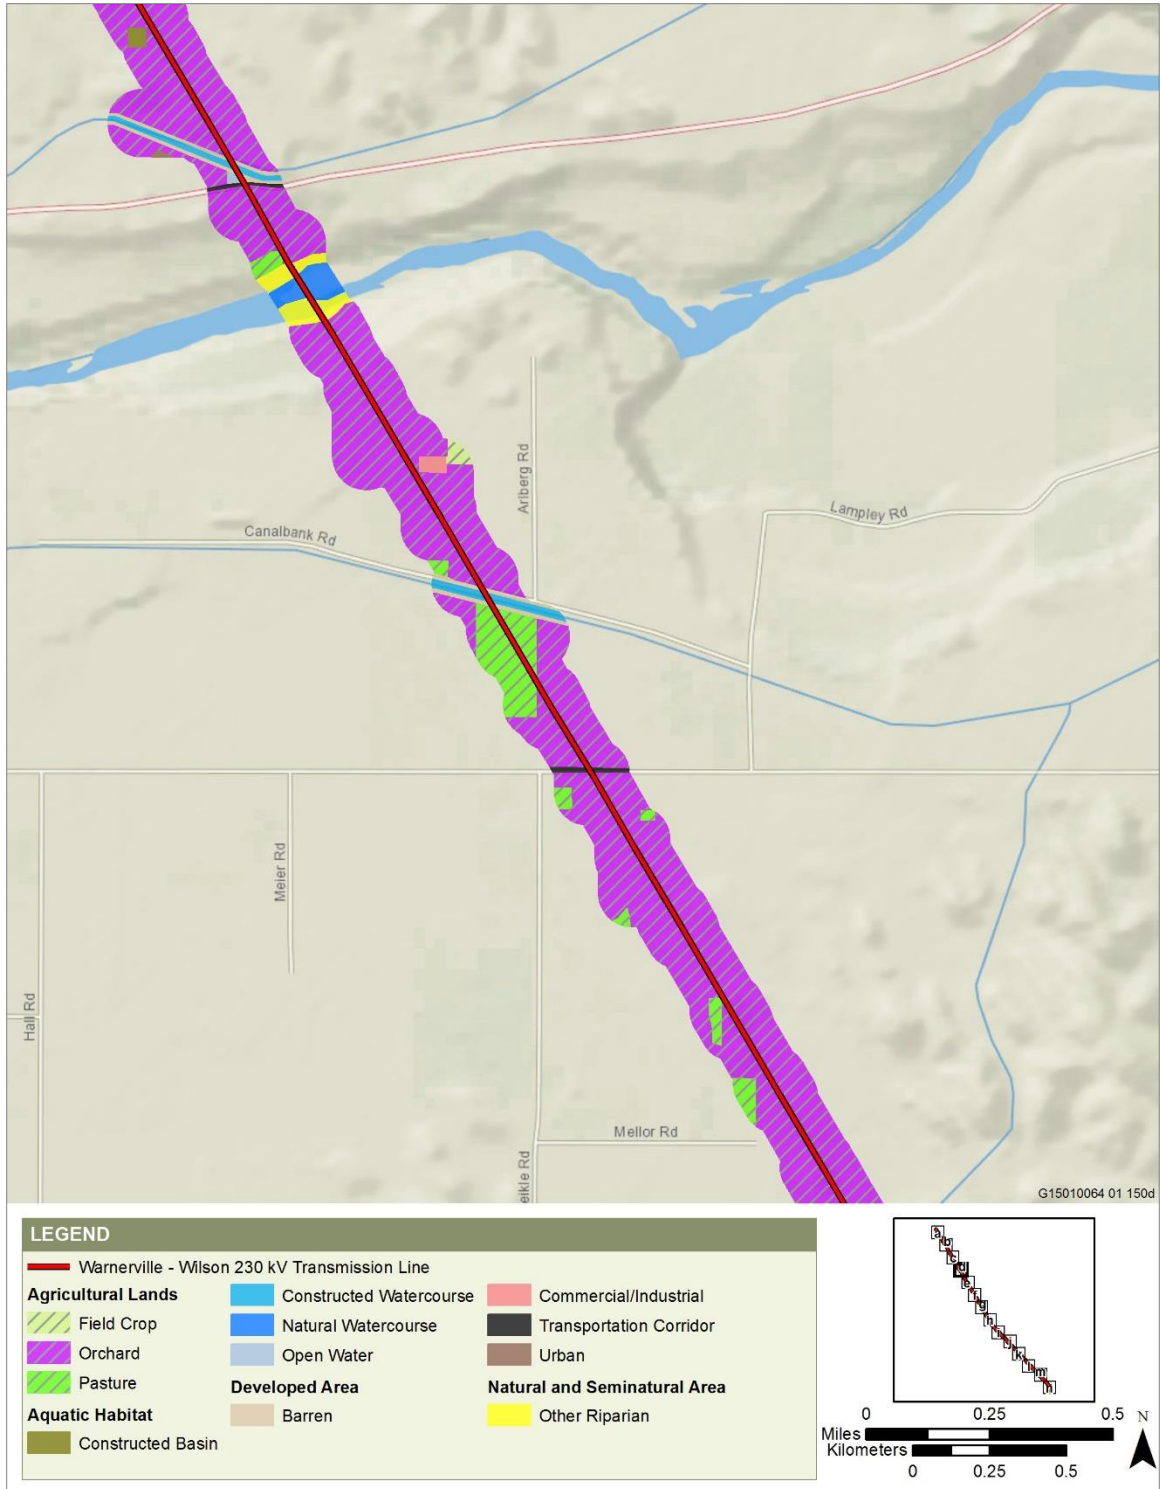 Arlberg Rd
Canalbank Rd
Lampley Rd
Meier Rd
Hall Rd
Mellor Rd
eikle Rd
G15010064 01 150d
LEGEND
Warnerville - Wilson 230 kV Transmission Line
Agricultural Lands
Field Crop
Orchard
Pasture
Aquatic Habitat
Constructed Basin
Constructed Watercourse
Natural Watercourse
Open Water
Developed Area
Barren
Commercial/Industrial
Transportation Corridor
Urban
Natural and Seminatural Area
Other Riparian
a
b
c
d
e
f
g
h
k
m
n
0 0.25 0.5
Miles
Kilometers
0 0.25 0.5
N